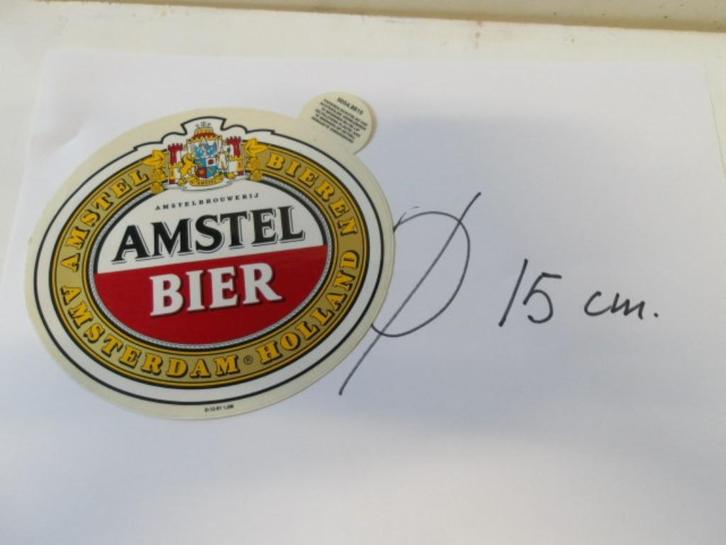 AMSTEL BIEREN
AMSTELBROUWERIJ
AMSTEL
BIER
AMSTERDAM® HOLLAND
Ø 15 cm.